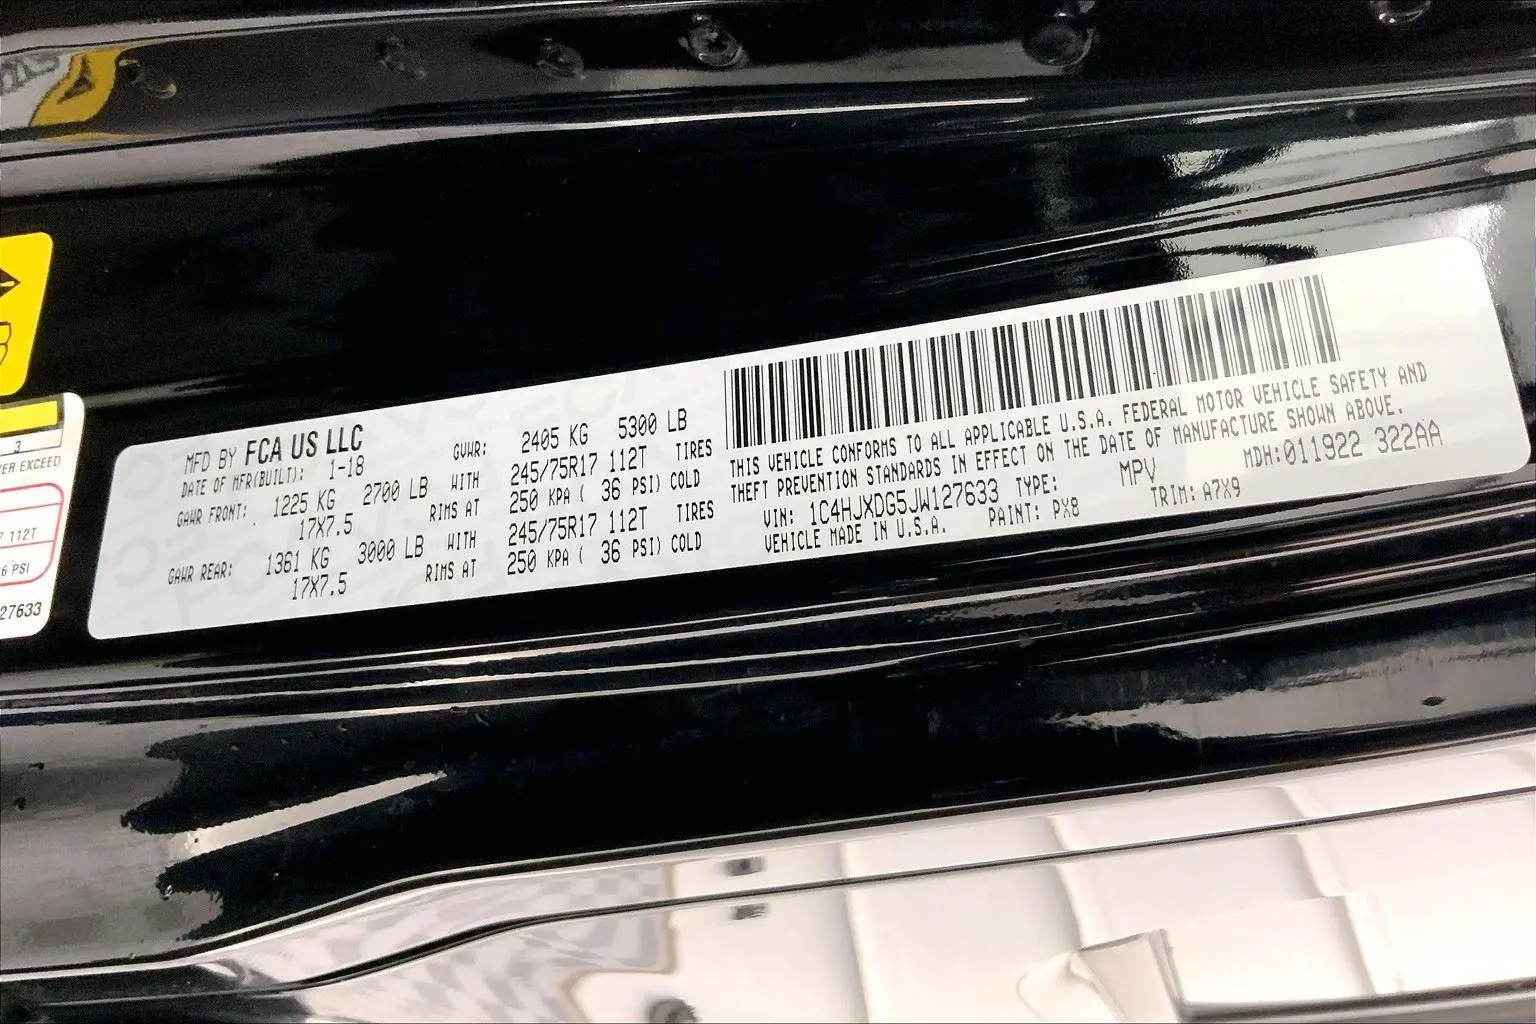 MFD BY FCA US LLC
DATE OF MFR(BUILT): 1-18
GVWR: 2405 KG 5300 LB
GAWR FRONT: 1225 KG 2700 LB WITH 245/75R17 112T TIRES
17X7.5 RIMS AT 250 KPA ( 36 PSI) COLD
GAWR REAR: 1361 KG 3000 LB WITH 245/75R17 112T TIRES
17X7.5 RIMS AT 250 KPA ( 36 PSI) COLD
THIS VEHICLE CONFORMS TO ALL APPLICABLE U.S.A. FEDERAL MOTOR VEHICLE SAFETY AND
THEFT PREVENTION STANDARDS IN EFFECT ON THE DATE OF MANUFACTURE SHOWN ABOVE.
VIN: 1C4HJXDG5JW127633 TYPE: MPV MDH:011922 322AA
VEHICLE MADE IN U.S.A. PAINT: PX8 TRIM: A7X9
3
VER EXCEED
112T
6 PSI
27633